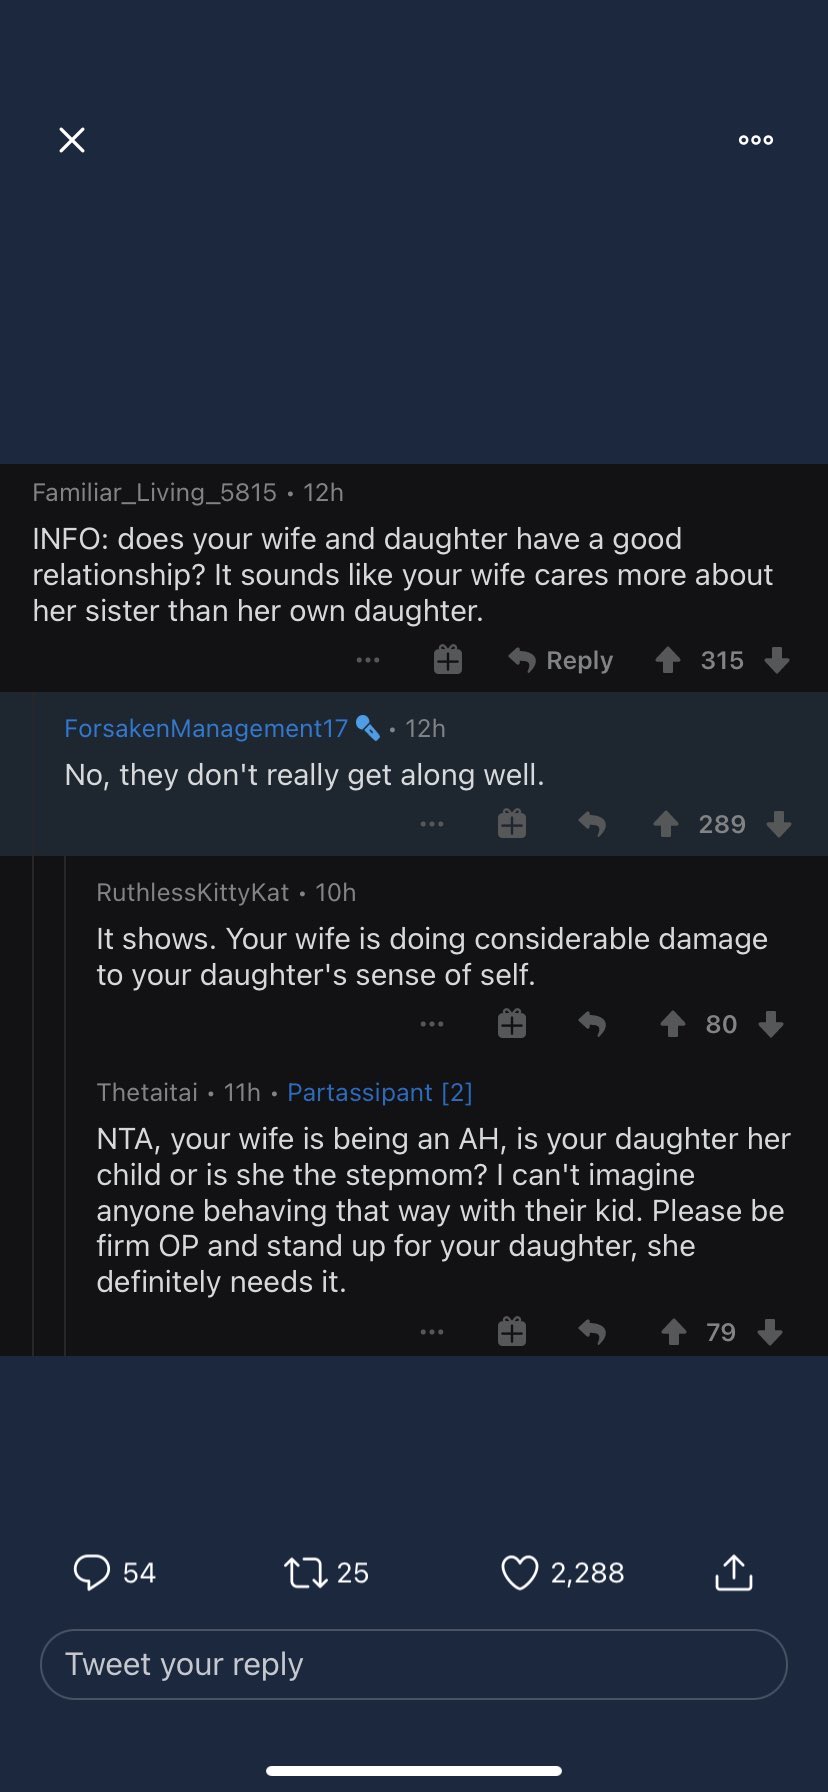 Familiar_Living_5815 • 12h
INFO: does your wife and daughter have a good
relationship? It sounds like your wife cares more about
her sister than her own daughter.
Reply 315
ForsakenManagement17 • 12h
No, they don't really get along well.
289
RuthlessKittyKat • 10h
It shows. Your wife is doing considerable damage
to your daughter's sense of self.
80
Thetaitai • 11h • Partassipant [2]
NTA, your wife is being an AH, is your daughter her
child or is she the stepmom? I can't imagine
anyone behaving that way with their kid. Please be
firm OP and stand up for your daughter, she
definitely needs it.
79
54 25 2,288
Tweet your reply